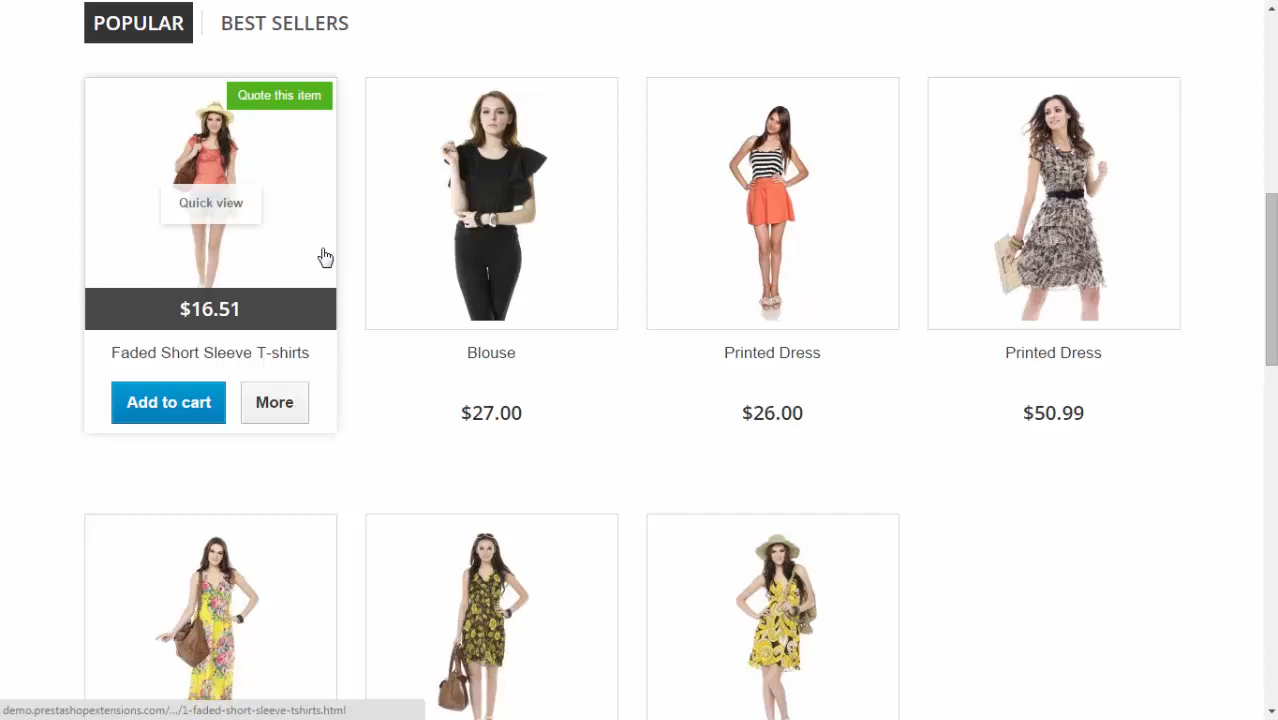 POPULAR
BEST SELLERS
Quote this item
Quick view
$16.51
Faded Short Sleeve T-shirts
Blouse
Printed Dress
Printed Dress
Add to cart
More
$27.00
$26.00
$50.99
demo.prestashopextensions.com/.../1-faded-short-sleeve-tshirts.html